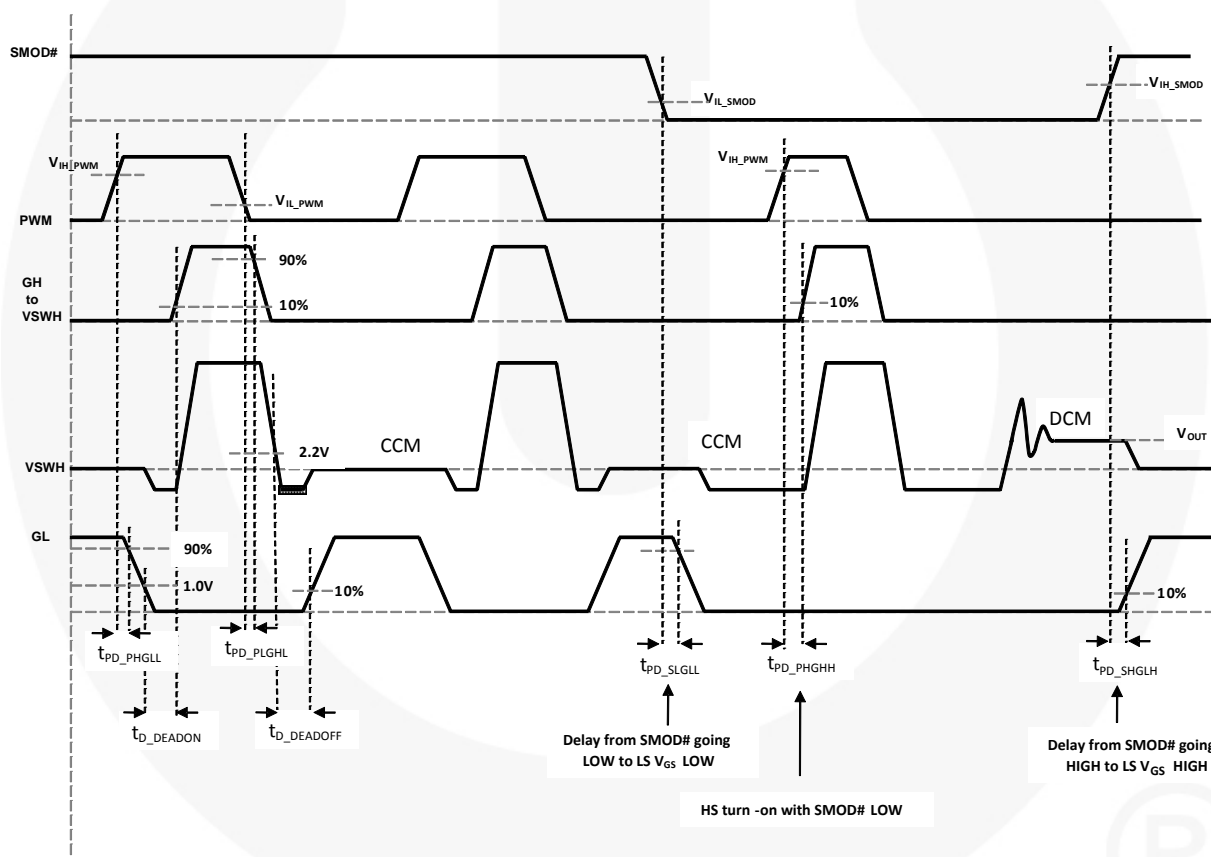 SMOD#
V_IL_SMOD
V_IH_SMOD
V_IH_PWM
V_IL_PWM
V_IH_PWM
PWM
90%
GH
to
VSWH
10%
10%
2.2V
CCM
CCM
DCM
V_OUT
VSWH
GL
90%
1.0V
10%
10%
t_PD_PHGLL
t_PD_PLGHL
t_PD_SLGLL
t_PD_PHGHH
t_PD_SHGLH
t_D_DEADON
t_D_DEADOFF
Delay from SMOD# going
LOW to LS V_GS LOW
Delay from SMOD# going
HIGH to LS V_GS HIGH
HS turn -on with SMOD# LOW
R